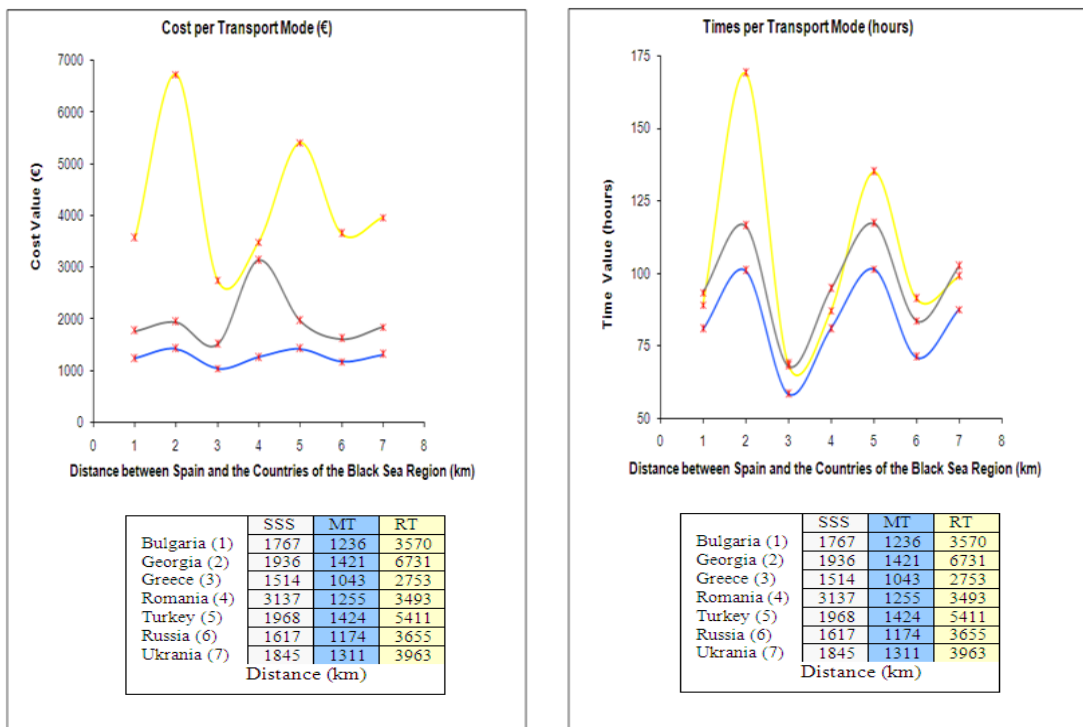 Cost per Transport Mode (€)
7000
6000
5000
4000
3000
2000
1000
0
Cost Value (€)
0 1 2 3 4 5 6 7 8
Distance between Spain and the Countries of the Black Sea Region (km)
SSS MT RT
Bulgaria (1) 1767 1236 3570
Georgia (2) 1936 1421 6731
Greece (3) 1514 1043 2753
Romania (4) 3137 1255 3493
Turkey (5) 1968 1424 5411
Russia (6) 1617 1174 3655
Ukrania (7) 1845 1311 3963
Distance (km)
Times per Transport Mode (hours)
175
150
125
100
75
50
Time Value (hours)
0 1 2 3 4 5 6 7 8
Distance between Spain and the Countries of the Black Sea Region (km)
SSS MT RT
Bulgaria (1) 1767 1236 3570
Georgia (2) 1936 1421 6731
Greece (3) 1514 1043 2753
Romania (4) 3137 1255 3493
Turkey (5) 1968 1424 5411
Russia (6) 1617 1174 3655
Ukrania (7) 1845 1311 3963
Distance (km)